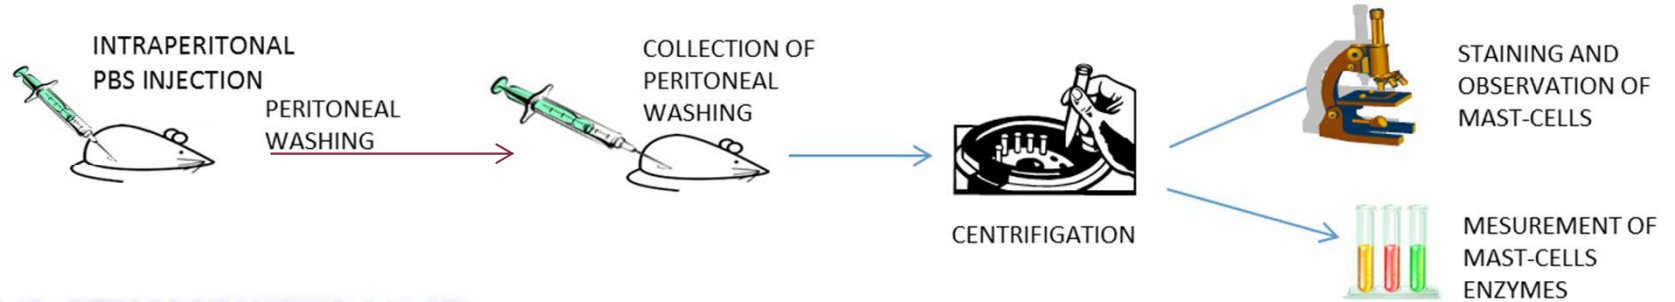 INTRAPERITONAL
PBS INJECTION
PERITONEAL
WASHING
COLLECTION OF
PERITONEAL
WASHING
CENTRIFIGATION
STAINING AND
OBSERVATION OF
MAST-CELLS
MESUREMENT OF
MAST-CELLS
ENZYMES